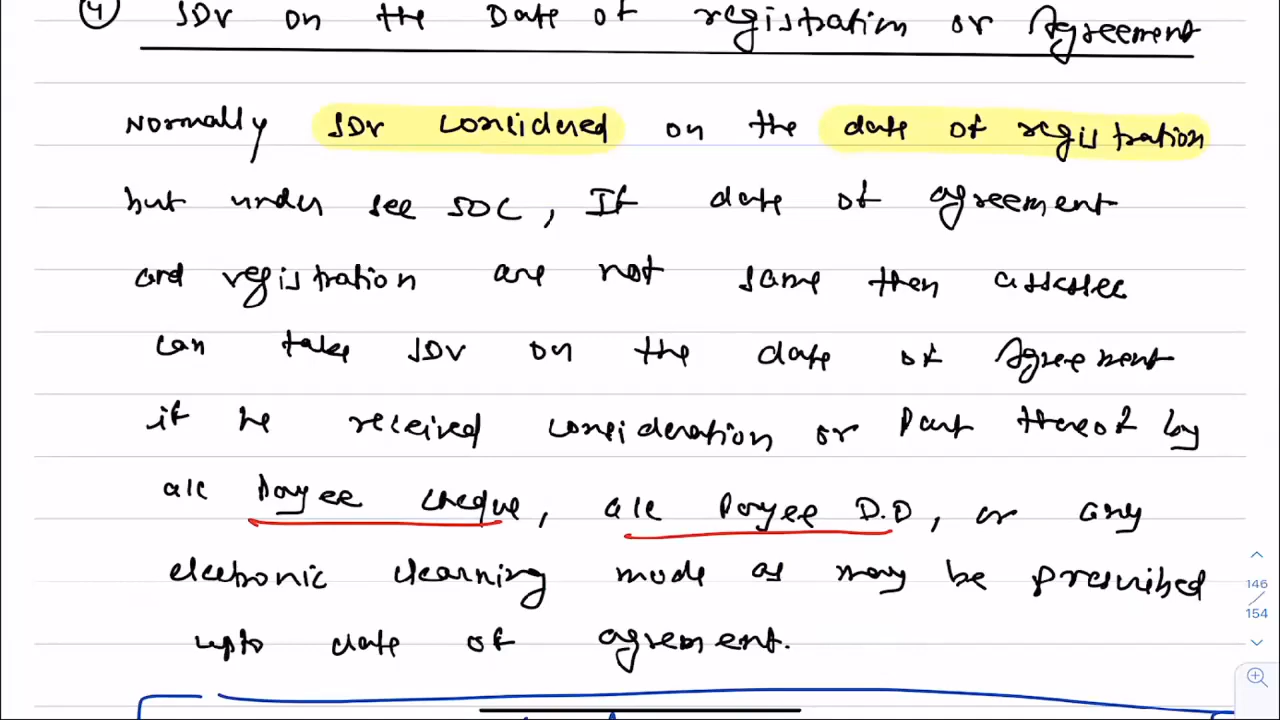 ④ SDV on the Date of registration or Agreement
Normally SDV considered on the date of registration
but under sec 50C, If date of agreement
and registration are not same then assessee
can take SDV on the date of Agreement
if he received consideration or Part thereof by
a/c Payee cheque, a/c Payee D.D, or any
electronic clearning mode as may be prescribed
upto date of agrement.
146
154